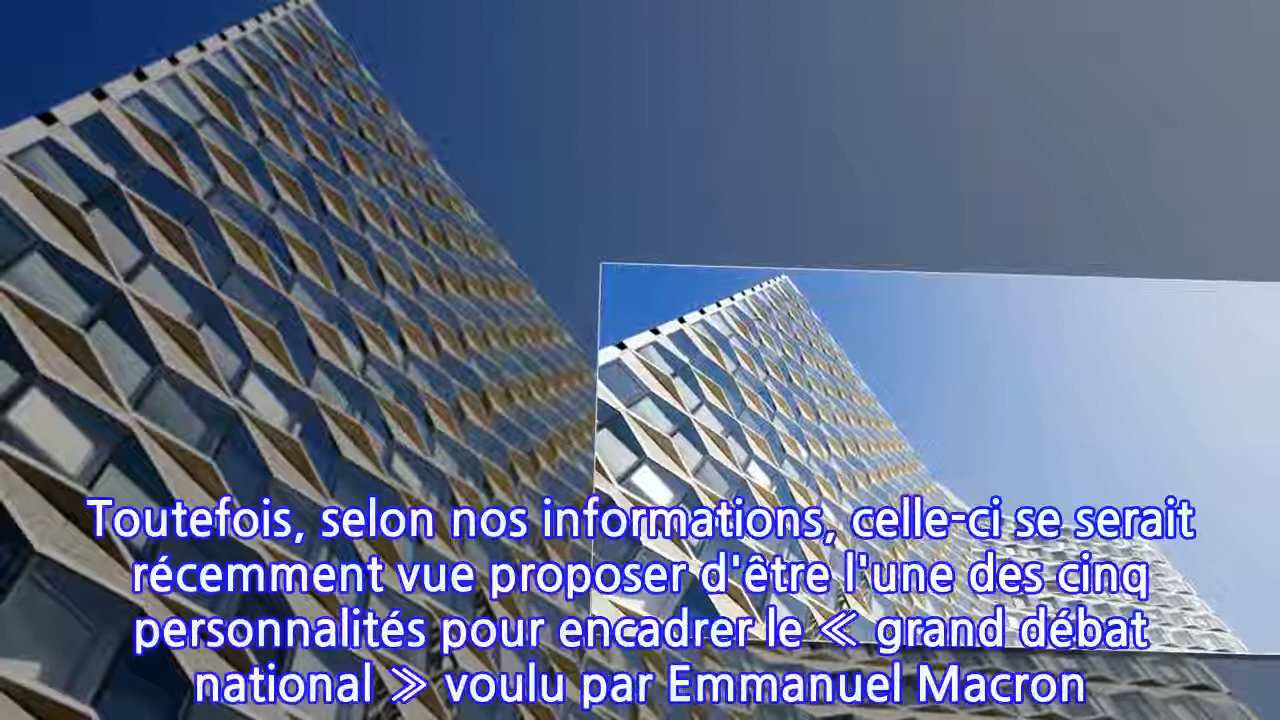 Toutefois, selon nos informations, celle-ci se serait
récemment vue proposer d'être l'une des cinq
personnalités pour encadrer le ≪ grand débat
national ≫ voulu par Emmanuel Macron